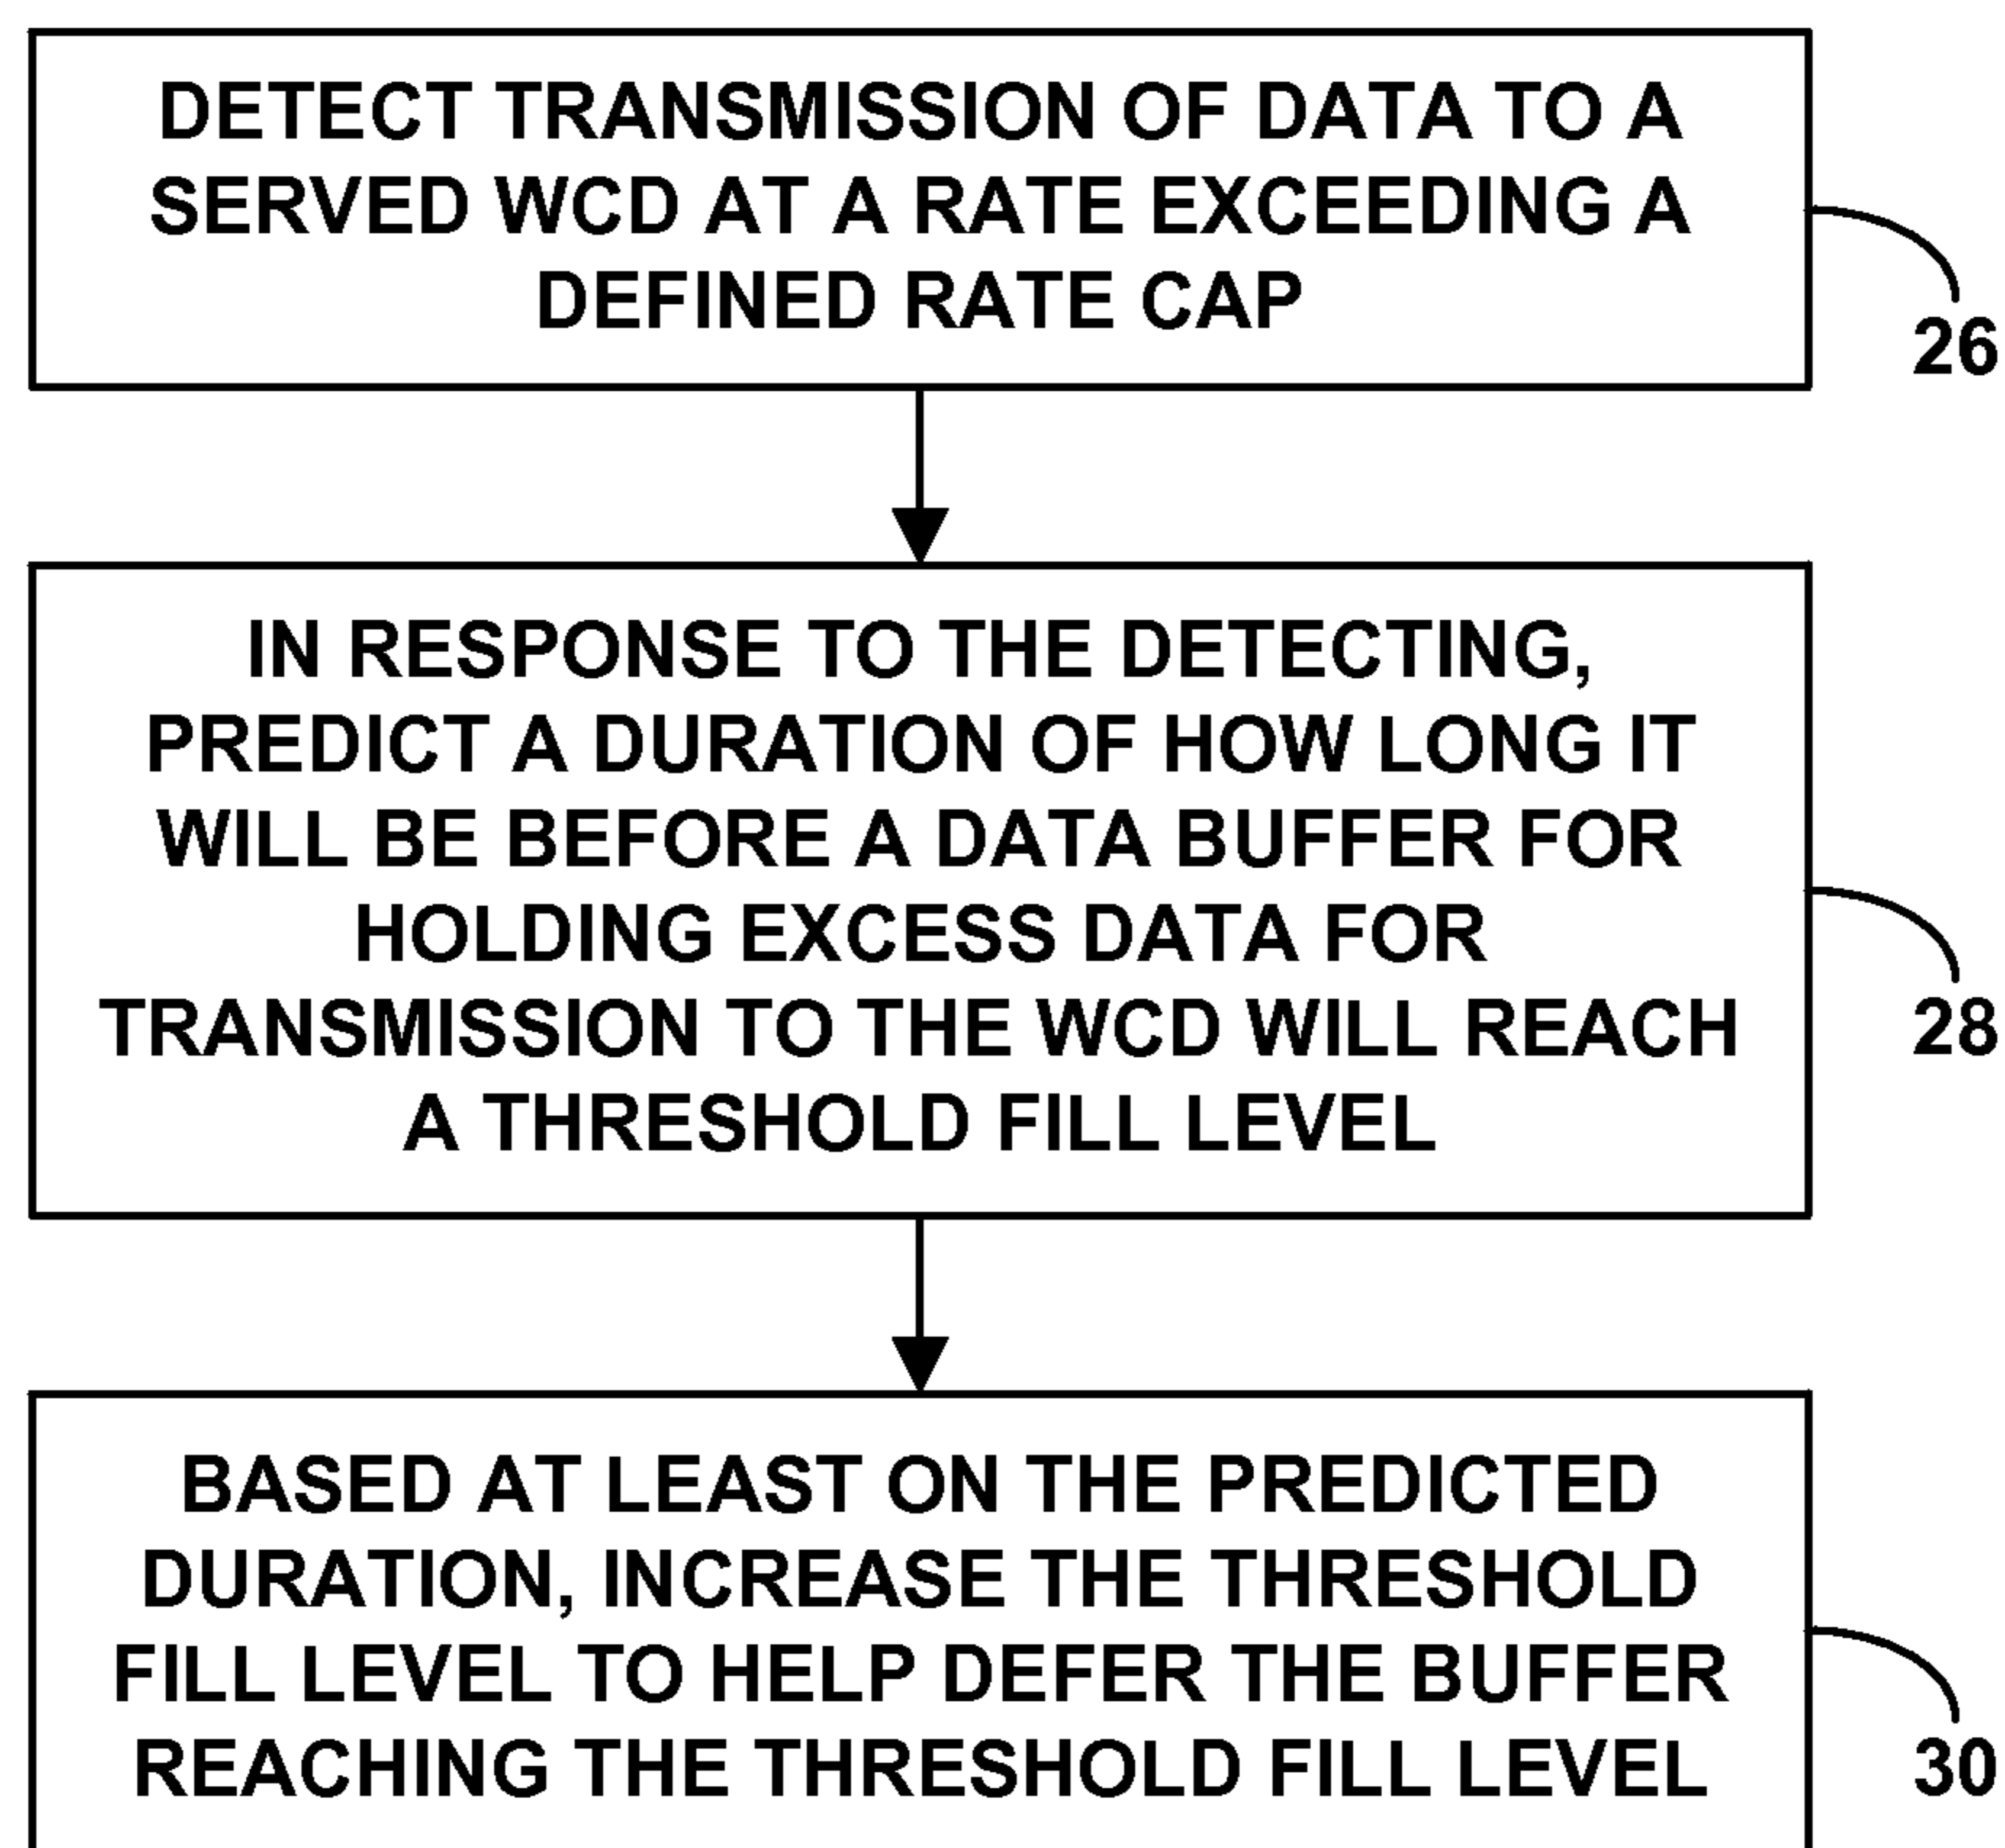 DETECT TRANSMISSION OF DATA TO A
SERVED WCD AT A RATE EXCEEDING A
DEFINED RATE CAP
26
IN RESPONSE TO THE DETECTING,
PREDICT A DURATION OF HOW LONG IT
WILL BE BEFORE A DATA BUFFER FOR
HOLDING EXCESS DATA FOR
TRANSMISSION TO THE WCD WILL REACH
A THRESHOLD FILL LEVEL
28
BASED AT LEAST ON THE PREDICTED
DURATION, INCREASE THE THRESHOLD
FILL LEVEL TO HELP DEFER THE BUFFER
REACHING THE THRESHOLD FILL LEVEL
30